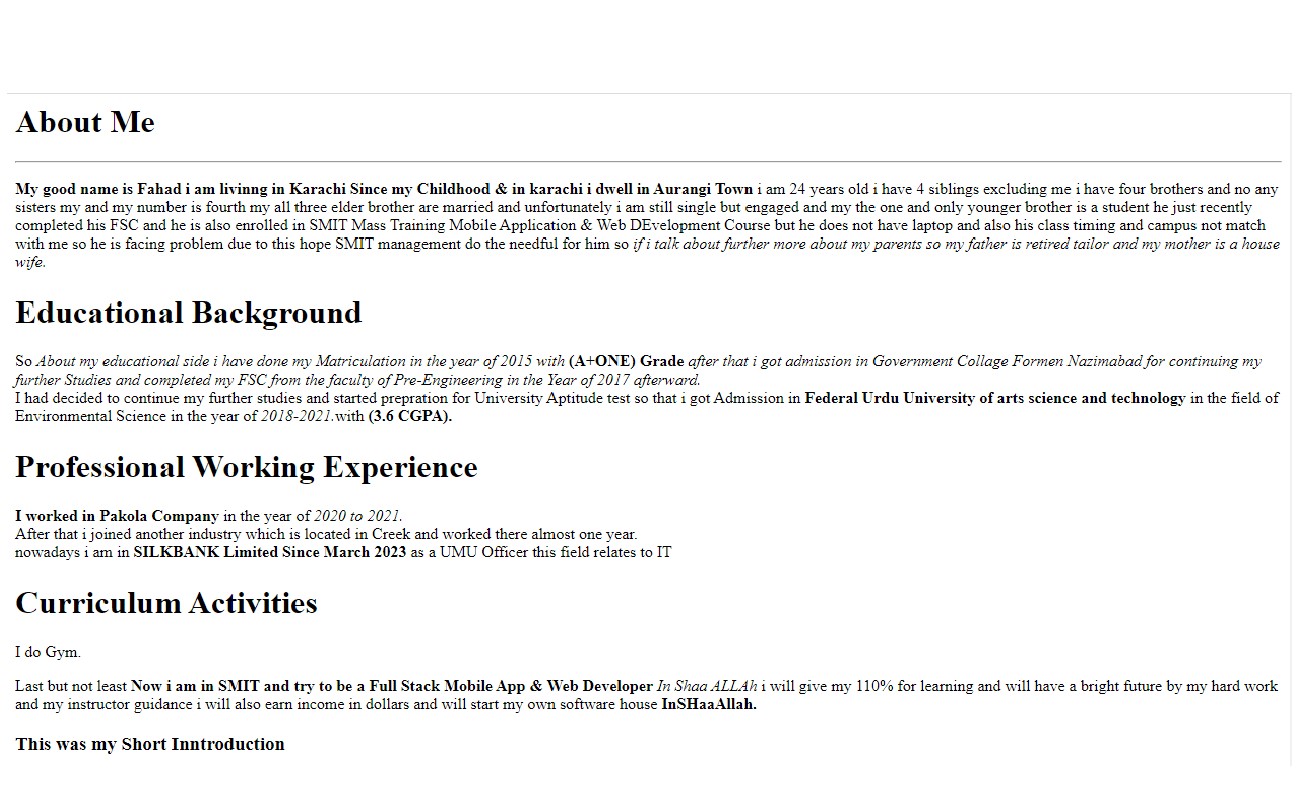 About Me
My good name is Fahad i am livinng in Karachi Since my Childhood & in karachi i dwell in Aurangi Town i am 24 years old i have 4 siblings excluding me i have four brothers and no any
sisters my and my number is fourth my all three elder brother are married and unfortunately i am still single but engaged and my the one and only younger brother is a student he just recently
completed his FSC and he is also enrolled in SMIT Mass Training Mobile Application & Web DEvelopment Course but he does not have laptop and also his class timing and campus not match
with me so he is facing problem due to this hope SMIT management do the needful for him so if i talk about further more about my parents so my father is retired tailor and my mother is a house
wife.
Educational Background
So About my educational side i have done my Matriculation in the year of 2015 with (A+ONE) Grade after that i got admission in Government Collage Formen Nazimabad for continuing my
further Studies and completed my FSC from the faculty of Pre-Engineering in the Year of 2017 afterward.
I had decided to continue my further studies and started prepration for University Aptitude test so that i got Admission in Federal Urdu University of arts science and technology in the field of
Environmental Science in the year of 2018-2021.with (3.6 CGPA).
Professional Working Experience
I worked in Pakola Company in the year of 2020 to 2021.
After that i joined another industry which is located in Creek and worked there almost one year.
nowadays i am in SILKBANK Limited Since March 2023 as a UMU Officer this field relates to IT
Curriculum Activities
I do Gym.
Last but not least Now i am in SMIT and try to be a Full Stack Mobile App & Web Developer In Shaa ALLAh i will give my 110% for learning and will have a bright future by my hard work
and my instructor guidance i will also earn income in dollars and will start my own software house InSHaaAllah.
This was my Short Inntroduction